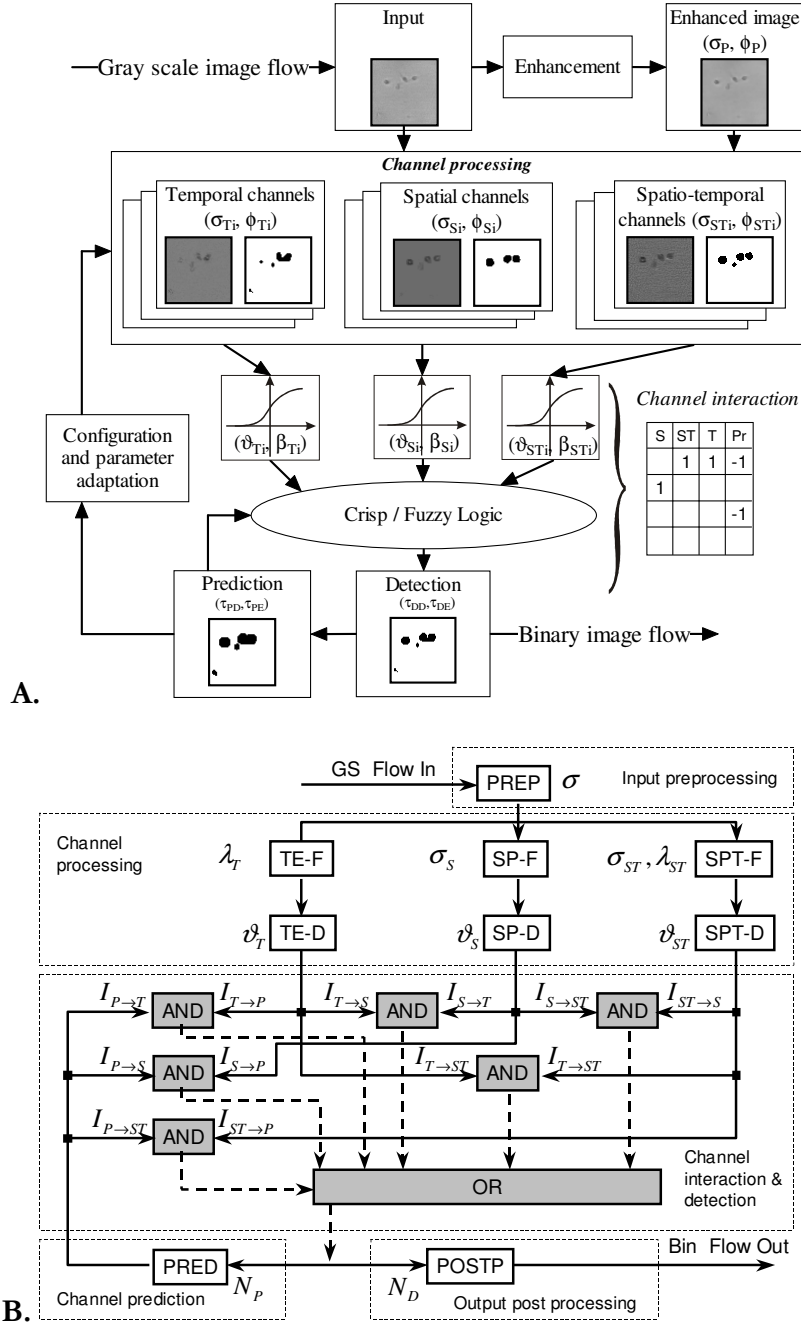 Input
Enhanced image
(σP, ϕP)
Gray scale image flow
Enhancement
Channel processing
Temporal channels
(σTi, ϕTi)
Spatial channels
(σSi, ϕSi)
Spatio-temporal
channels (σSTi, ϕSTi)
(ϑTi, βTi)
(ϑSi, βSi)
(ϑSTi, βSTi)
Channel interaction
S ST T Pr
1 1 -1
1
-1
Configuration
and parameter
adaptation
Crisp / Fuzzy Logic
Prediction
(τPD,τPE)
Detection
(τDD,τDE)
Binary image flow
A.
GS Flow In
PREP σ
Input preprocessing
Channel
processing
λT TE-F
σS SP-F
σST, λST SPT-F
ϑT TE-D
ϑS SP-D
ϑST SPT-D
IP→T AND IT→P IT→S AND IS→T IS→ST AND IST→S
IP→S AND IS→P IT→ST AND IT→ST
IP→ST AND IST→P
OR
Channel
interaction &
detection
PRED NP
ND POSTP
Bin Flow Out
Channel prediction
Output post processing
B.